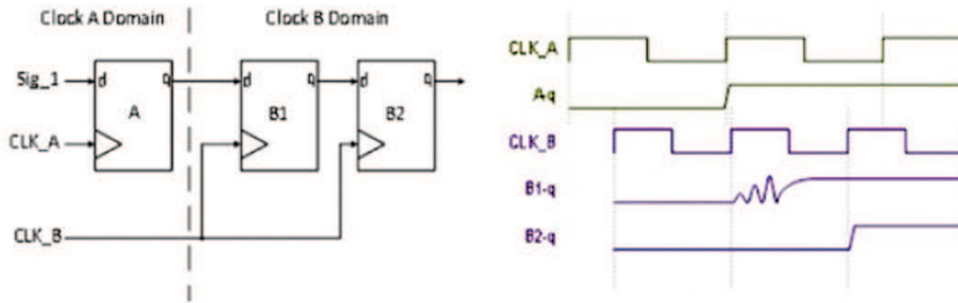 Clock A Domain
Clock B Domain
Sig_1
d
q
A
CLK_A
d
q
B1
d
q
B2
CLK_B
CLK_A
A-q
CLK_B
B1-q
B2-q